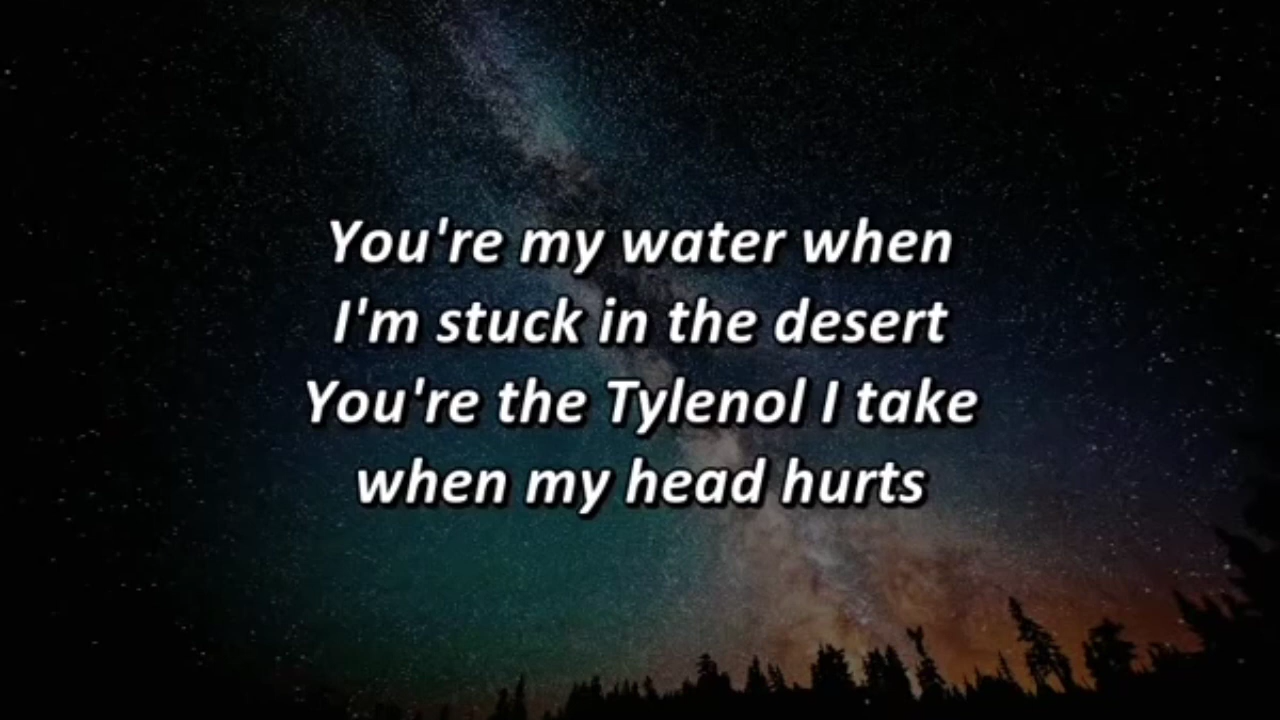 You're my water when
I'm stuck in the desert
You're the Tylenol I take
when my head hurts